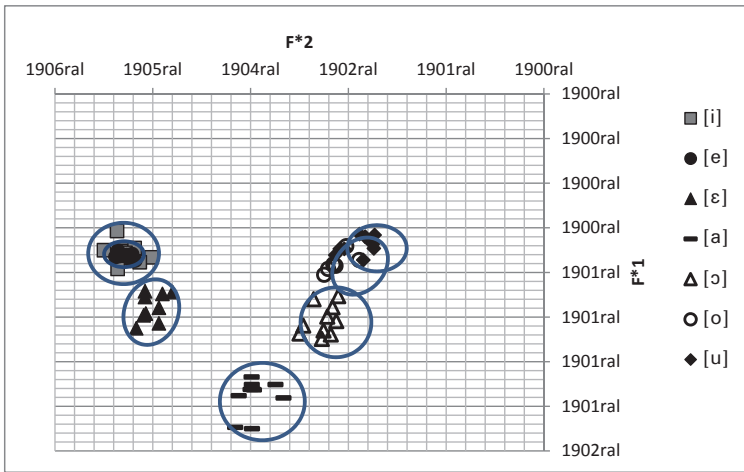 F*2
1906ral 1905ral 1904ral 1902ral 1901ral 1900ral
1900ral
1900ral
1900ral
1900ral
1901ral
1901ral
1901ral
1901ral
1902ral
F*1
[i]
[e]
[ɛ]
[a]
[ɔ]
[o]
[u]